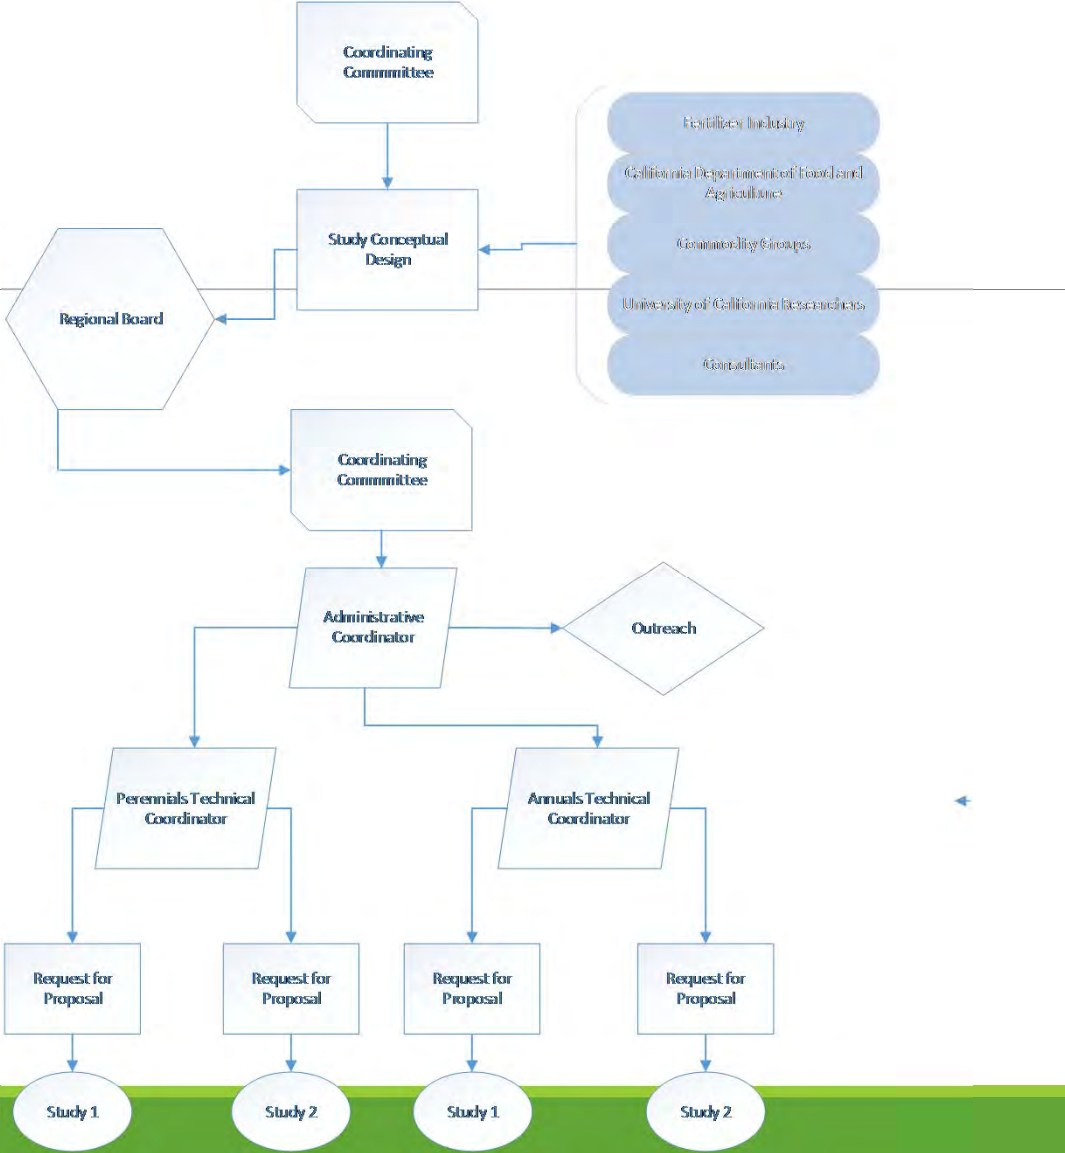 Coordinating
Commmittee
Fertilizer Industry
California Department of Food and
Agriculture
Study Conceptual
Design
Commodity Groups
University of California Researchers
Regional Board
Consultants
Coordinating
Commmittee
Administrative
Coordinator
Outreach
Perennials Technical
Coordinator
Annuals Technical
Coordinator
Request for
Proposal
Request for
Proposal
Request for
Proposal
Request for
Proposal
Study 1
Study 2
Study 1
Study 2